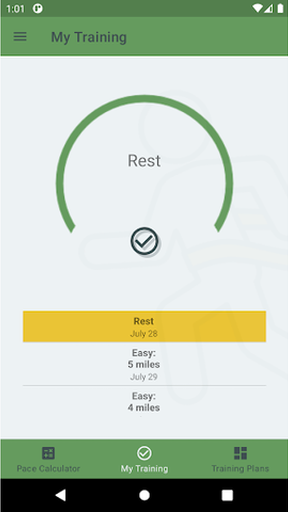 1:01
My Training
Rest
Rest
July 28
Easy:
5 miles
July 29
Easy:
4 miles
Pace Calculator
My Training
Training Plans